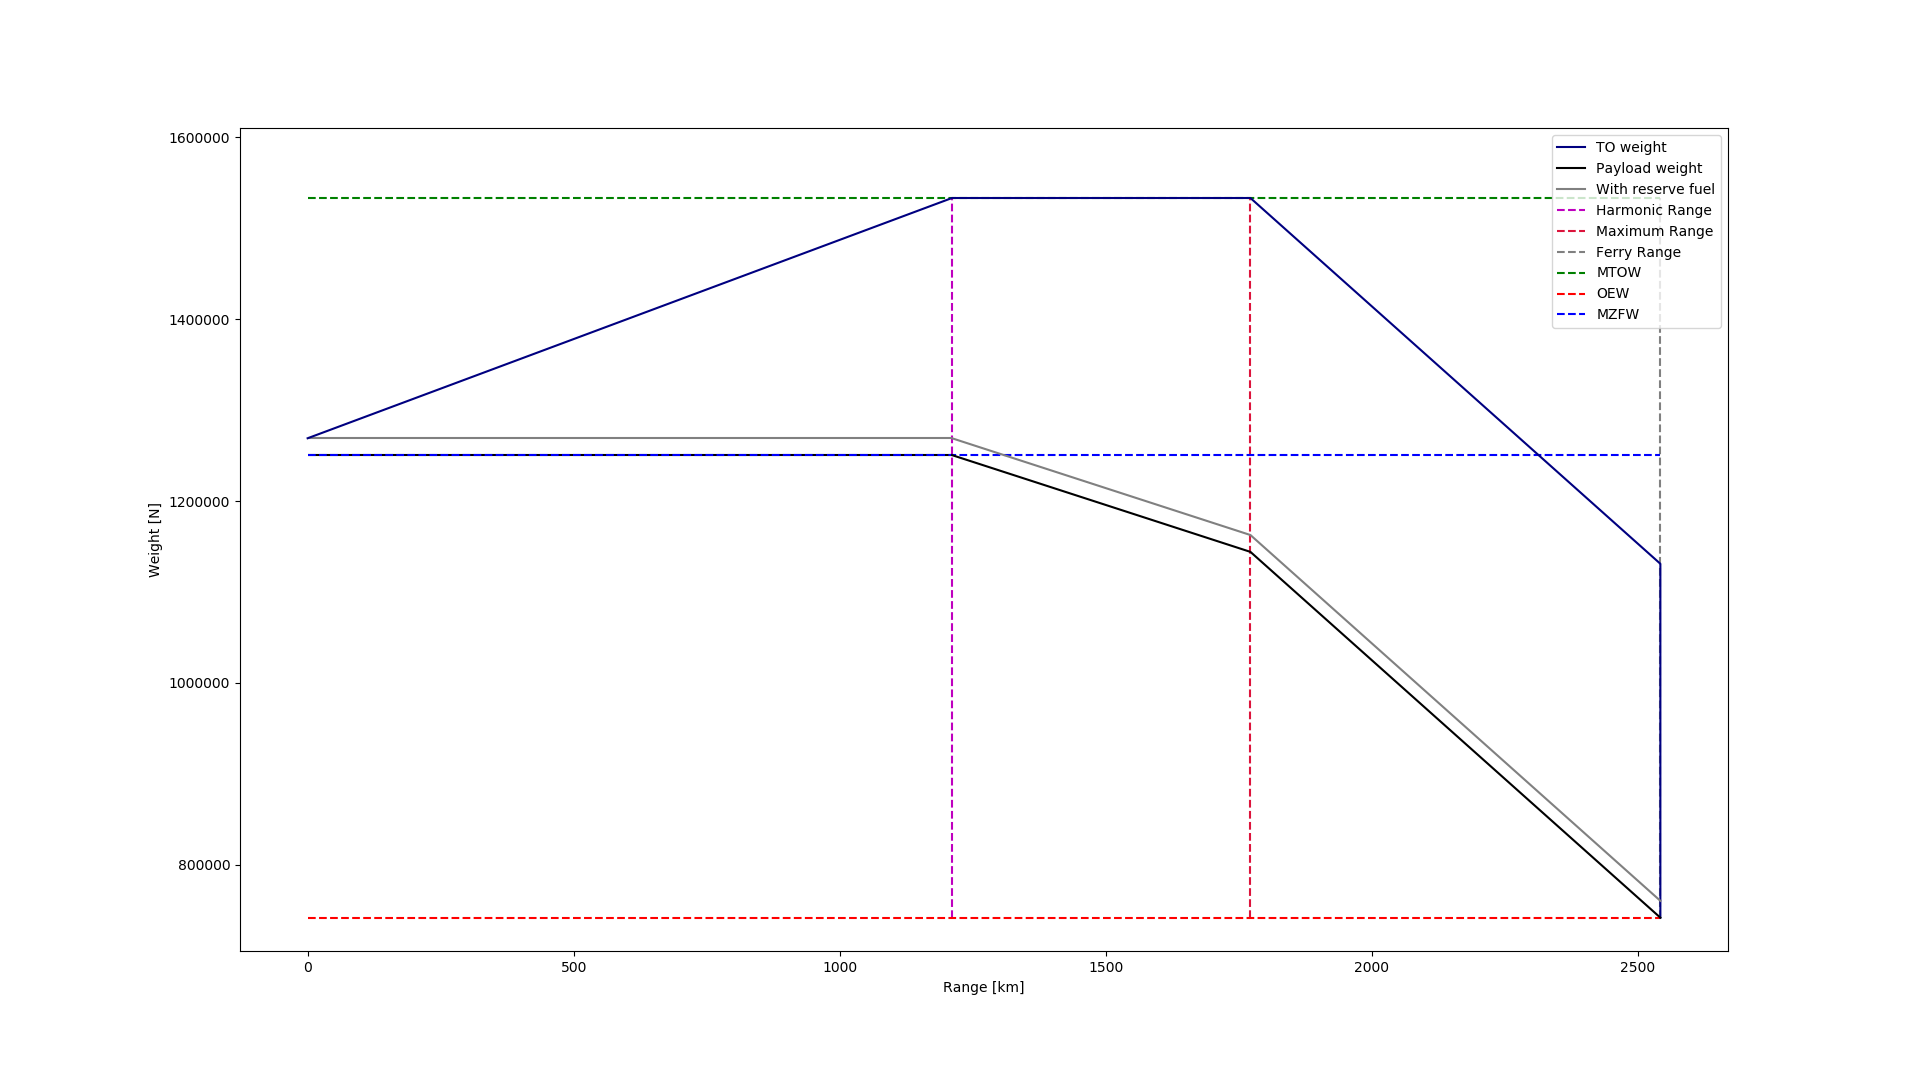 1600000
1400000
1200000
1000000
800000
Weight [N]
0
500
1000
1500
2000
2500
Range [km]
TO weight
Payload weight
With reserve fuel
Harmonic Range
Maximum Range
Ferry Range
MTOW
OEW
MZFW